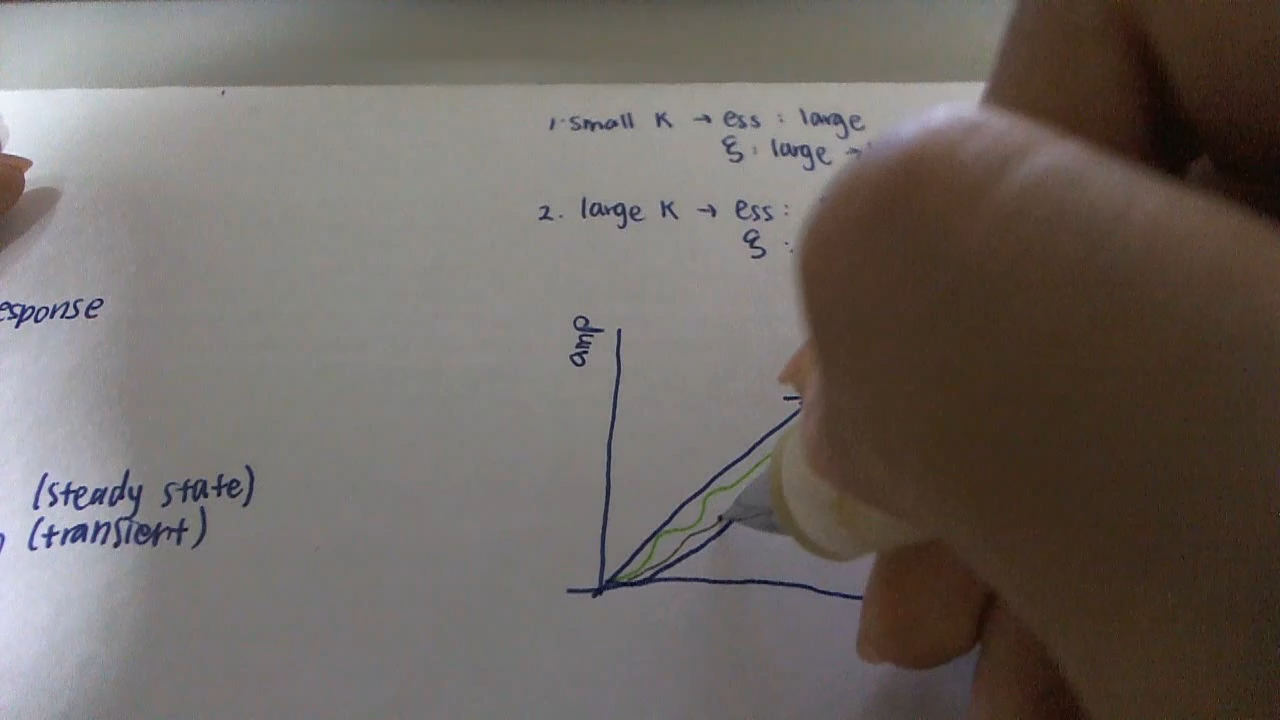 1. small K → ess : large
ξ : large →
2. large K → ess :
ξ :
esponse
amp
(steady state)
(transient)